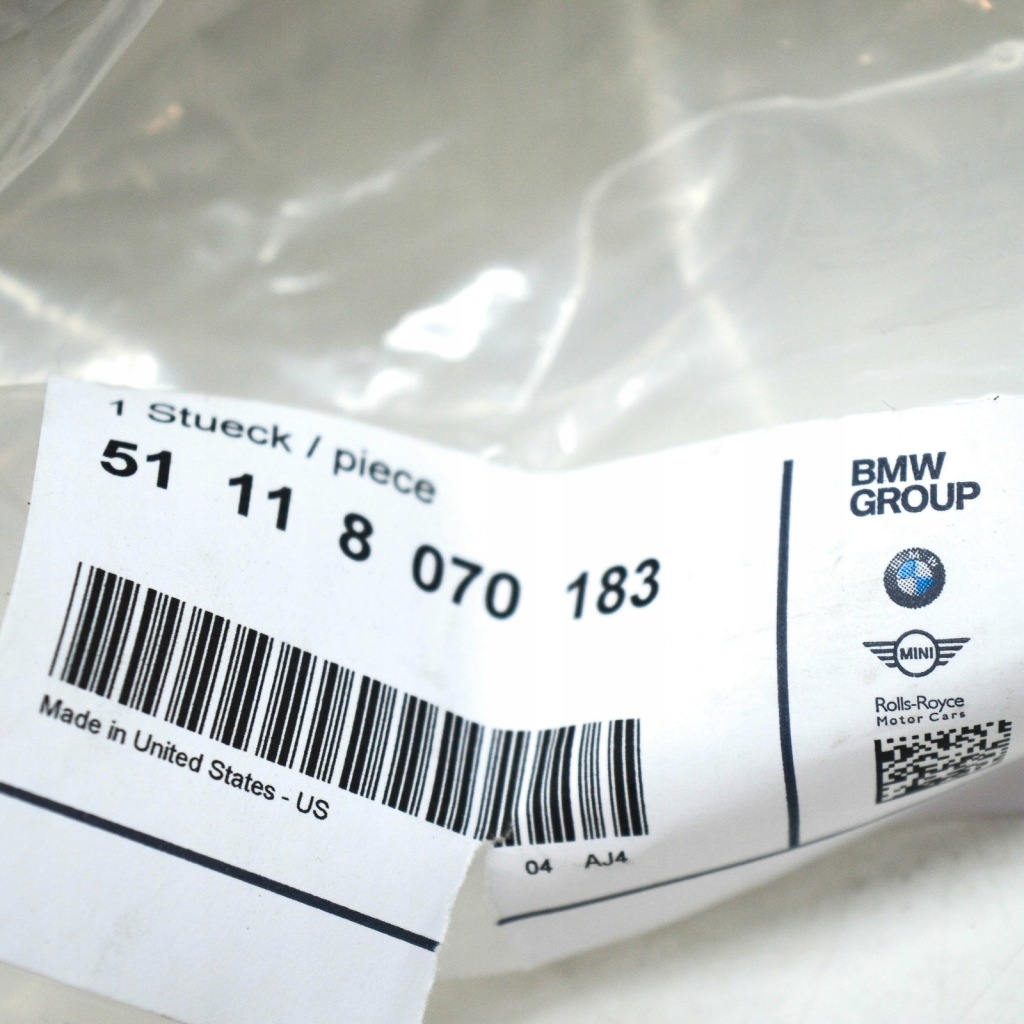 1 Stueck / piece
51 11 8 070 183
Made in United States - US
04 AJ4
BMW
GROUP
BMW
MINI
Rolls-Royce
Motor Cars